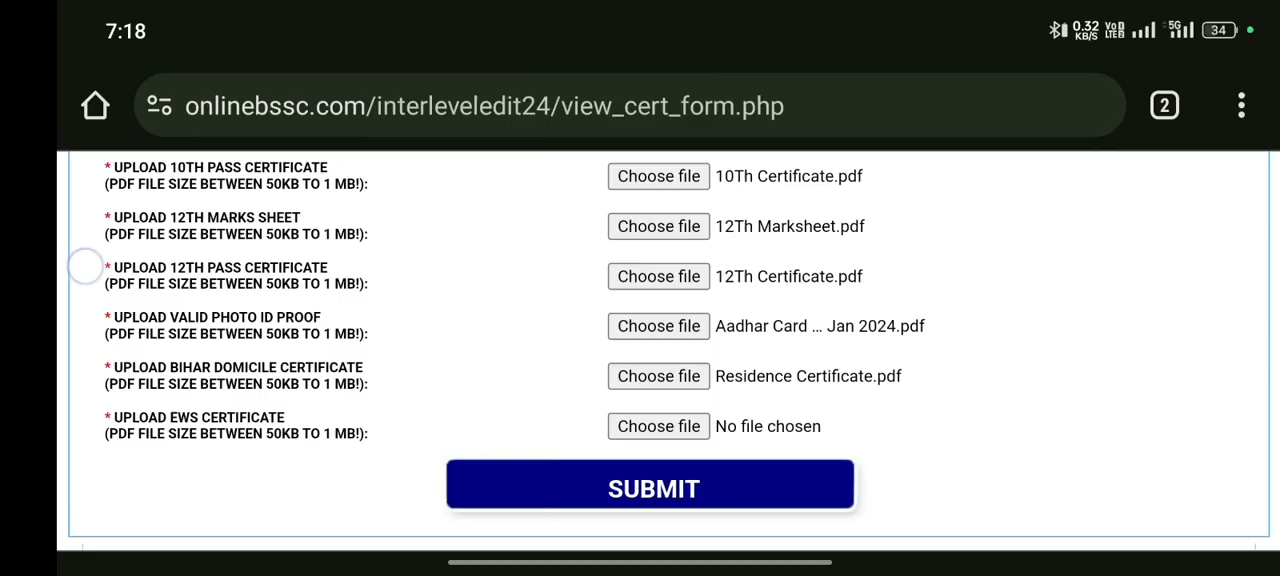 7:18
0.32 KB/S VoD LTE2 5G 34
onlinebssc.com/interleveledit24/view_cert_form.php
2
* UPLOAD 10TH PASS CERTIFICATE
(PDF FILE SIZE BETWEEN 50KB TO 1 MB!):
Choose file 10Th Certificate.pdf
* UPLOAD 12TH MARKS SHEET
(PDF FILE SIZE BETWEEN 50KB TO 1 MB!):
Choose file 12Th Marksheet.pdf
* UPLOAD 12TH PASS CERTIFICATE
(PDF FILE SIZE BETWEEN 50KB TO 1 MB!):
Choose file 12Th Certificate.pdf
* UPLOAD VALID PHOTO ID PROOF
(PDF FILE SIZE BETWEEN 50KB TO 1 MB!):
Choose file Aadhar Card ... Jan 2024.pdf
* UPLOAD BIHAR DOMICILE CERTIFICATE
(PDF FILE SIZE BETWEEN 50KB TO 1 MB!):
Choose file Residence Certificate.pdf
* UPLOAD EWS CERTIFICATE
(PDF FILE SIZE BETWEEN 50KB TO 1 MB!):
Choose file No file chosen
SUBMIT